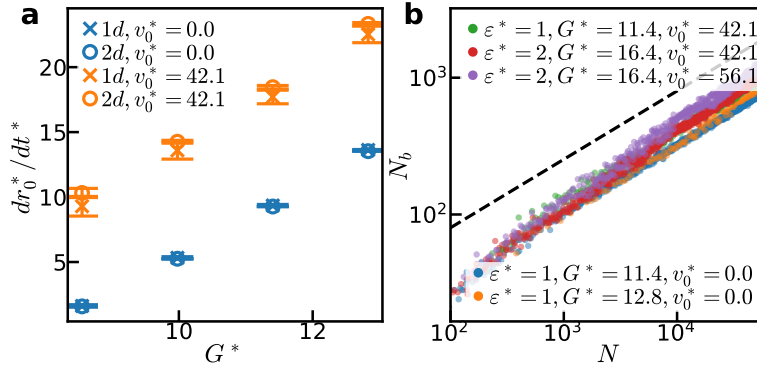 a
1d, v₀* = 0.0
2d, v₀* = 0.0
1d, v₀* = 42.1
2d, v₀* = 42.1
20
15
10
5
10
12
dr₀*/dt*
G*
b
ε* = 1, G* = 11.4, v₀* = 42.1
ε* = 2, G* = 16.4, v₀* = 42.1
ε* = 2, G* = 16.4, v₀* = 56.1
10³
10²
N_b
ε* = 1, G* = 11.4, v₀* = 0.0
ε* = 1, G* = 12.8, v₀* = 0.0
10²
10³
10⁴
N